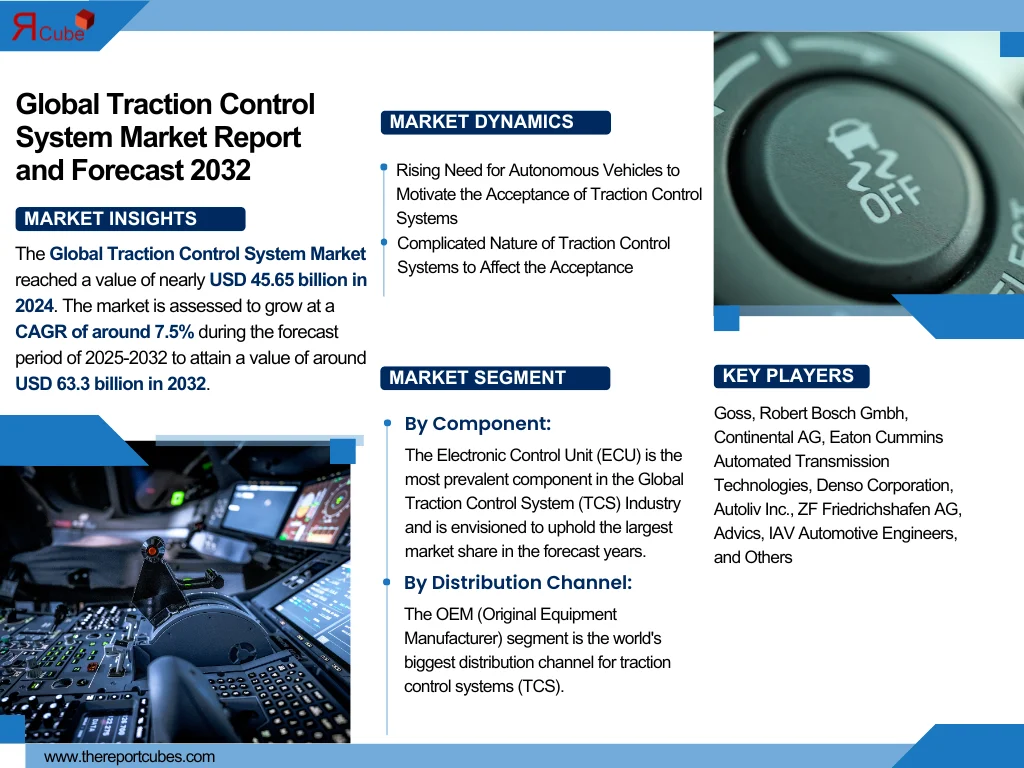 ЯCube
Global Traction Control
System Market Report
and Forecast 2032
MARKET INSIGHTS
The Global Traction Control System Market
reached a value of nearly USD 45.65 billion in
2024. The market is assessed to grow at a
CAGR of around 7.5% during the forecast
period of 2025-2032 to attain a value of around
USD 63.3 billion in 2032.
MARKET DYNAMICS
Rising Need for Autonomous Vehicles to
Motivate the Acceptance of Traction Control
Systems
Complicated Nature of Traction Control
Systems to Affect the Acceptance
MARKET SEGMENT
By Component:
The Electronic Control Unit (ECU) is the
most prevalent component in the Global
Traction Control System (TCS) Industry
and is envisioned to uphold the largest
market share in the forecast years.
By Distribution Channel:
The OEM (Original Equipment
Manufacturer) segment is the world's
biggest distribution channel for traction
control systems (TCS).
OFF
KEY PLAYERS
Goss, Robert Bosch Gmbh,
Continental AG, Eaton Cummins
Automated Transmission
Technologies, Denso Corporation,
Autoliv Inc., ZF Friedrichshafen AG,
Advics, IAV Automotive Engineers,
and Others
www.thereportcubes.com